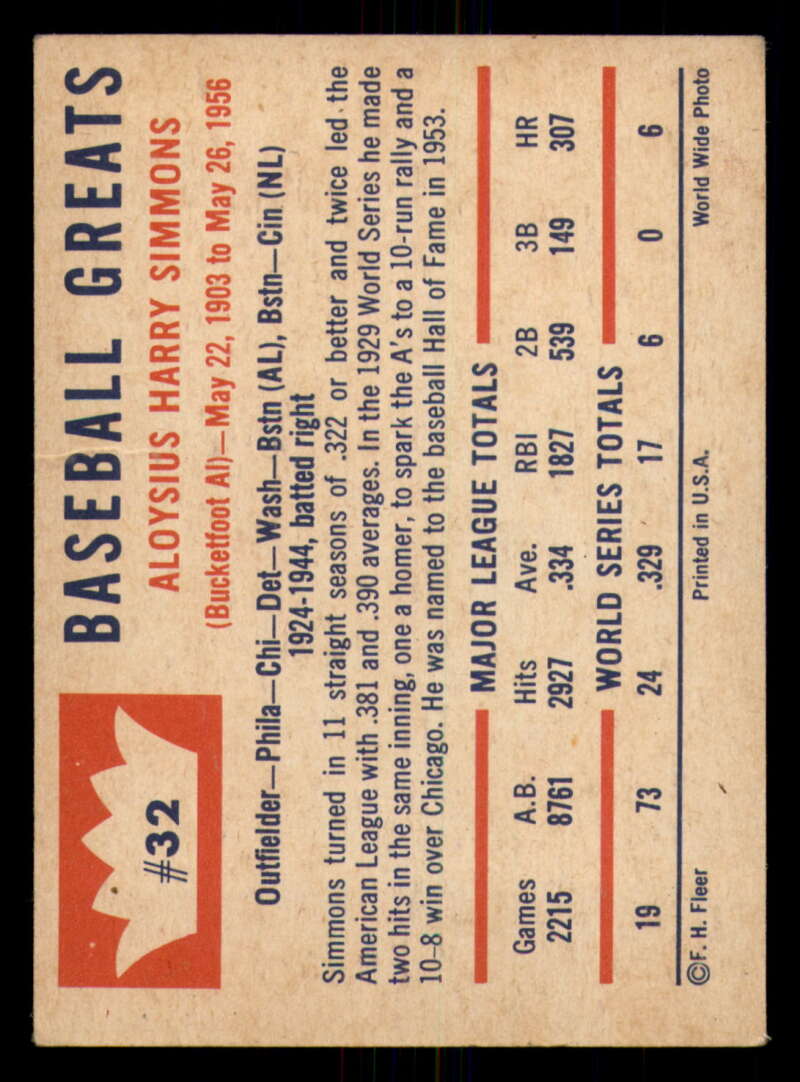 #32
BASEBALL GREATS
ALOYSIUS HARRY SIMMONS
(Bucketfoot Al)—May 22, 1903 to May 26, 1956
Outfielder—Phila—Chi—Det—Wash—Bstn (AL), Bstn—Cin (NL)
1924-1944, batted right
Simmons turned in 11 straight seasons of .322 or better and twice led the
American League with .381 and .390 averages. In the 1929 World Series he made
two hits in the same inning, one a homer, to spark the A's to a 10-run rally and a
10-8 win over Chicago. He was named to the baseball Hall of Fame in 1953.
MAJOR LEAGUE TOTALS
Games A.B. Hits Ave. RBI 2B 3B HR
2215 8761 2927 .334 1827 539 149 307
WORLD SERIES TOTALS
19 73 24 .329 17 6 0 6
©F. H. Fleer Printed in U.S.A. World Wide Photo